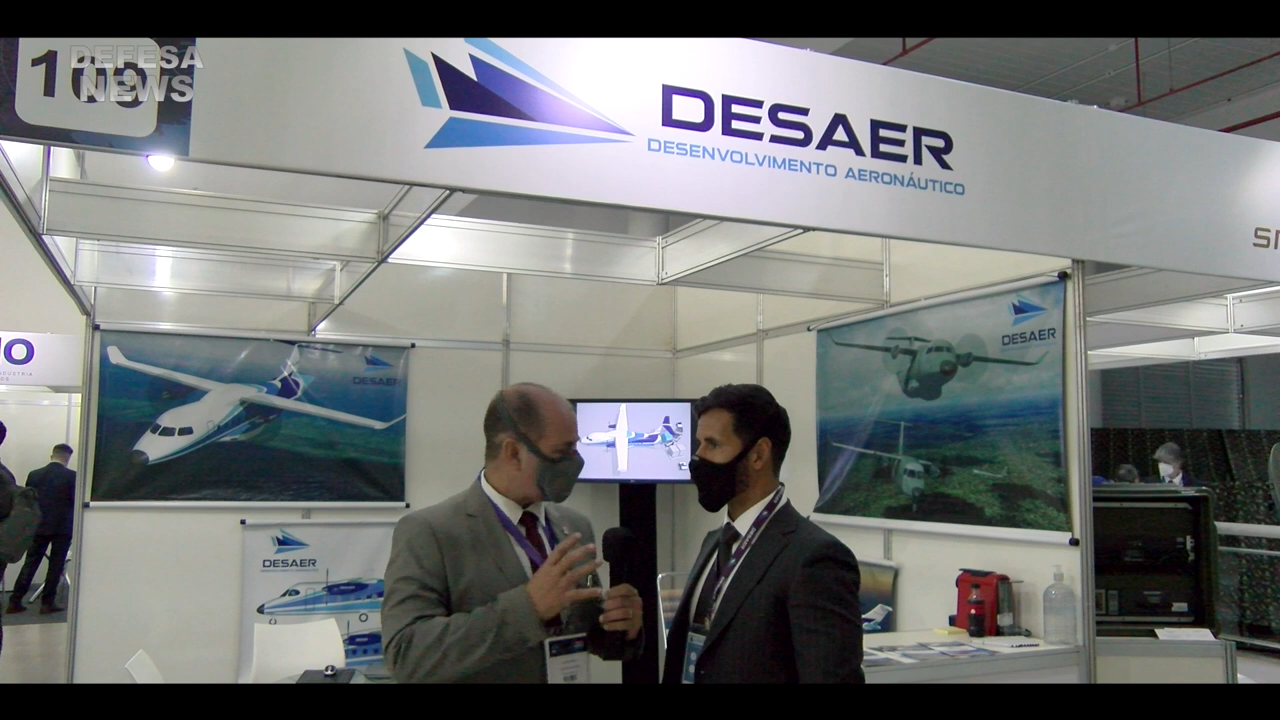 DEFESA
NEWS
DESAER
DESENVOLVIMENTO AERONÁUTICO
DESAER
DESAER
DESAER